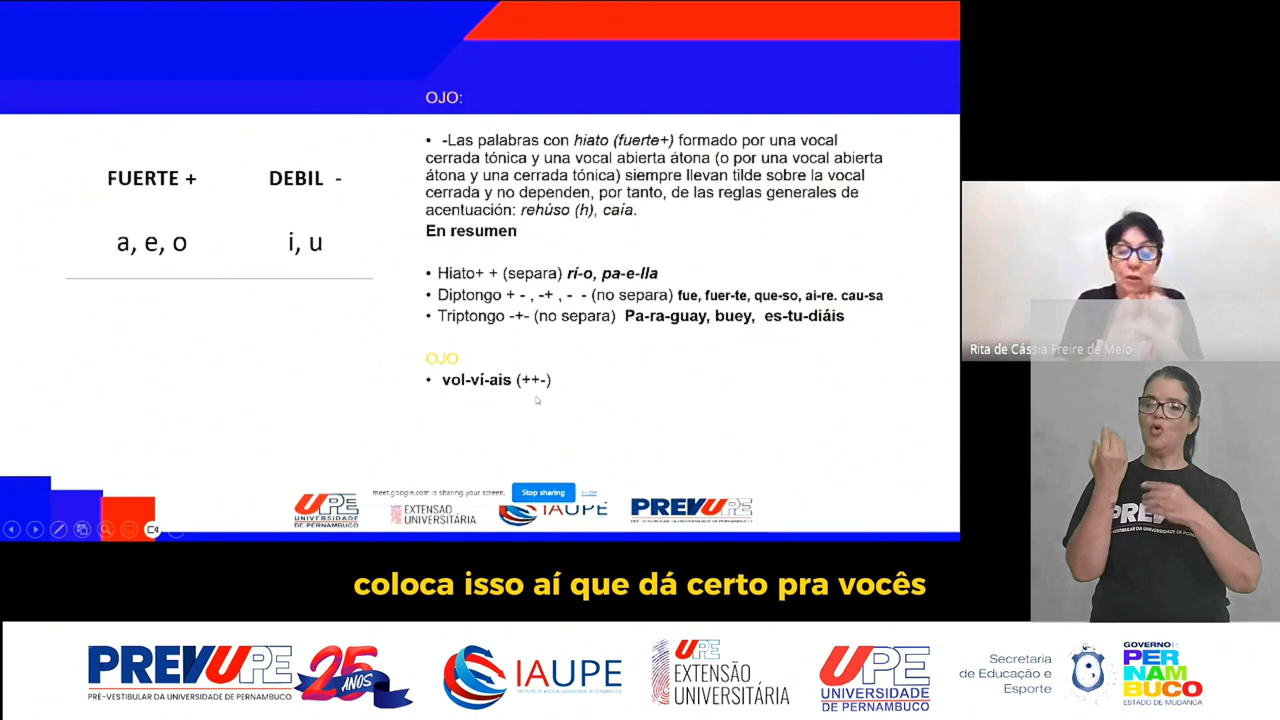 OJO:
FUERTE +
DEBIL -
a, e, o
i, u
• -Las palabras con hiato (fuerte+) formado por una vocal
cerrada tónica y una vocal abierta átona (o por una vocal abierta
átona y una cerrada tónica) siempre llevan tilde sobre la vocal
cerrada y no dependen, por tanto, de las reglas generales de
acentuación: rehúso (h), caía.
En resumen
• Hiato+ + (separa) rí-o, pa-e-lla
• Diptongo + - , -+ , - - (no separa) fue, fuer-te, que-so, ai-re. cau-sa
• Triptongo -+- (no separa) Pa-ra-guay, buey, es-tu-diáis
OJO
• vol-ví-ais (++-)
meet.google.com is sharing your screen.
Stop sharing
UPE
UNIVERSIDADE
DE PERNAMBUCO
UPE
EXTENSÃO
UNIVERSITÁRIA
IAUPE
PREVUPE
Rita de Cássia Freire de Melo
PREV
coloca isso aí que dá certo pra vocês
PREVUPE
PRÉ-VESTIBULAR DA UNIVERSIDADE DE PERNAMBUCO
25
ANOS
IAUPE
UPE
EXTENSÃO
UNIVERSITÁRIA
UPE
UNIVERSIDADE
DE PERNAMBUCO
Secretaria
de Educação e
Esporte
GOVERNO
PER
NAM
BUCO
ESTADO DE MUDANÇA